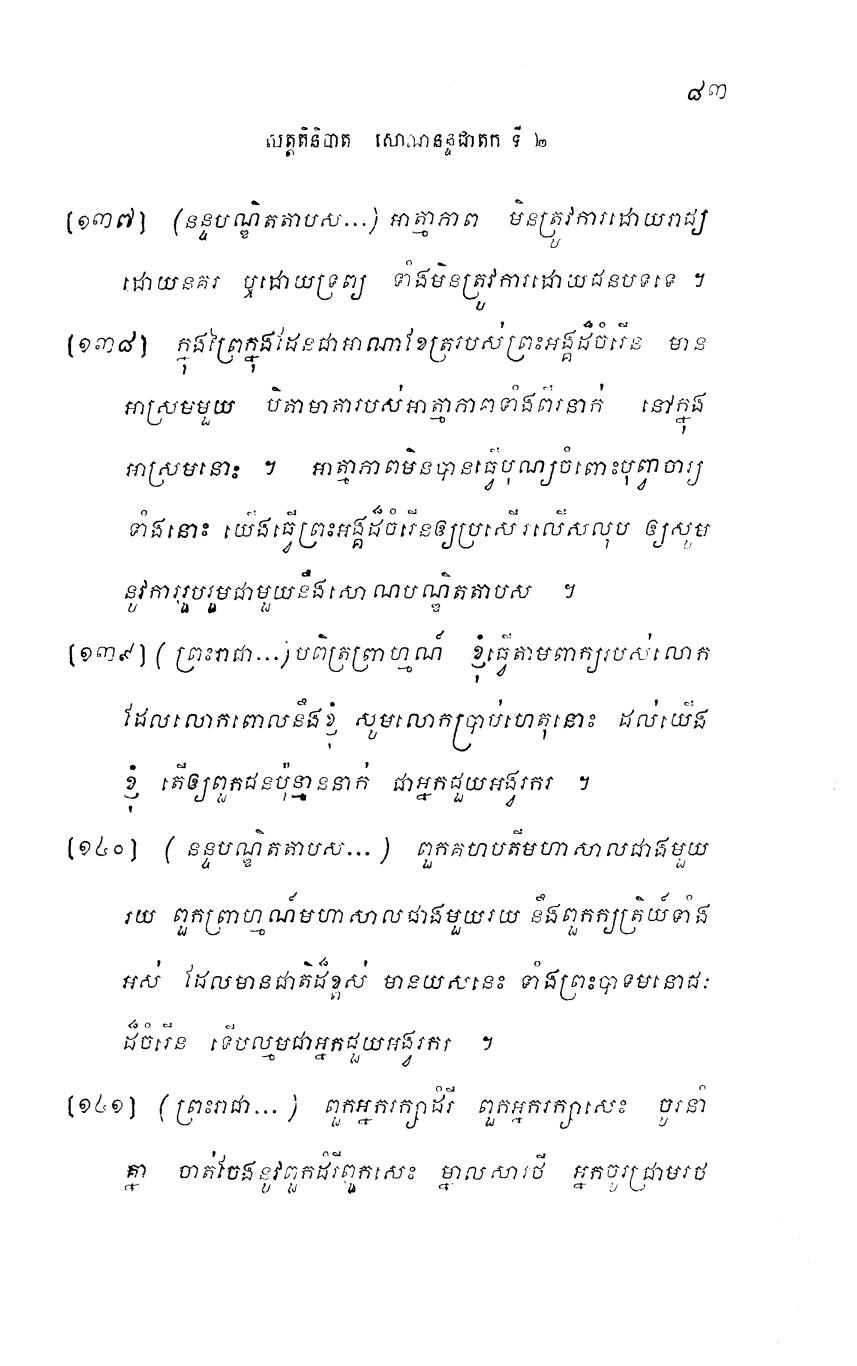 ៨៣
សត្តតិនិបាត សោណនន្ទជាតក ទី ២
[១៣៧] (នន្ទបណ្ឌិតតាបស...) អាត្មាភាព មិនត្រូវការដោយរាជ្យ
ដោយនគរ ឬដោយទ្រព្យ ទាំងមិនត្រូវការដោយជនបទទេ ។
[១៣៨] ក្នុងព្រៃក្នុងដែនជាអាណាខែត្ររបស់ព្រះអង្គដ៏ចំរើន មាន
អាស្រមមួយ បិតាមាតារបស់អាត្មាភាពទាំងពីរនាក់ នៅក្នុង
អាស្រមនោះ ។ អាត្មាភាពមិនបានធ្វើបុណ្យចំពោះបុព្វាចារ្យ
ទាំងនោះ យើងធ្វើព្រះអង្គដ៏ចំរើនឲ្យប្រសើរលើសលុប ឲ្យសូម
នូវការរួបរួមជាមួយនឹងសោណបណ្ឌិតតាបស ។
[១៣៩] (ព្រះរាជា...) បពិត្រព្រាហ្មណ៍ ខ្ញុំធ្វើតាមពាក្យរបស់លោក
ដែលលោកពោលនឹងខ្ញុំ សូមលោកប្រាប់ហេតុនោះ ដល់យើង
ខ្ញុំ តើឲ្យពួកជនប៉ុន្មាននាក់ ជាអ្នកជួយអង្វរករ ។
[១៤០] (នន្ទបណ្ឌិតតាបស...) ពួកគហបតីមហាសាលជាងមួយ
រយ ពួកព្រាហ្មណ៍មហាសាលជាងមួយរយ នឹងពួកក្សត្រិយ៍ទាំង
អស់ ដែលមានជាតិដ៏ខ្ពស់ មានយសនេះ ទាំងព្រះបាទមនោជៈ
ដ៏ចំរើន ទើបល្មមជាអ្នកជួយអង្វរករ ។
[១៤១] (ព្រះរាជា...) ពួកអ្នករក្សាដំរី ពួកអ្នករក្សាសេះ ចូរនាំ
គ្នា ចាត់ចែងនូវពួកដំរីពួកសេះ ម្នាលសារថី អ្នកចូរជ្រាមរថ